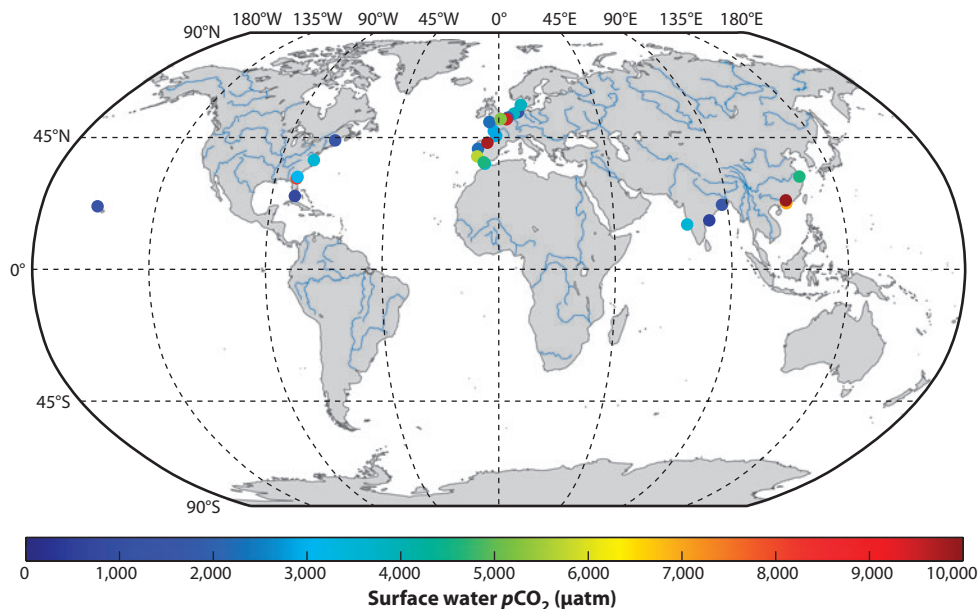 180°W 135°W 90°W 45°W 0° 45°E 90°E 135°E 180°E
90°N
45°N
0°
45°S
90°S
0 1,000 2,000 3,000 4,000 5,000 6,000 7,000 8,000 9,000 10,000
Surface water pCO₂ (μatm)